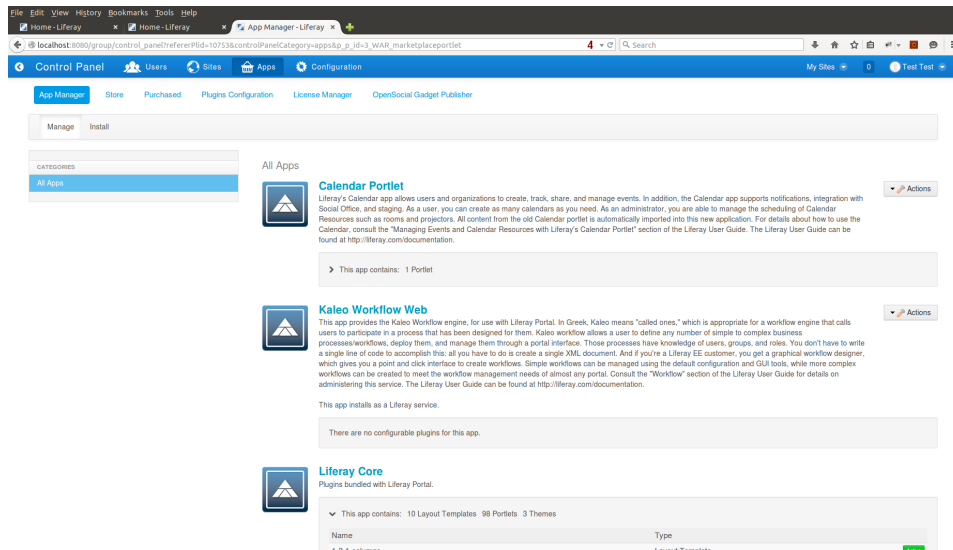 File Edit View History Bookmarks Tools Help
Home - Liferay × Home - Liferay × App Manager - Liferay ×
localhost:8080/group/control_panel?refererPlid=10753&controlPanelCategory=apps&p_p_id=3_WAR_marketplaceportlet 4 Search
Control Panel Users Sites Apps Configuration My Sites 0 Test Test
App Manager Store Purchased Plugins Configuration License Manager OpenSocial Gadget Publisher
Manage Install
CATEGORIES
All Apps
All Apps
Calendar Portlet
Actions
Liferay's Calendar app allows users and organizations to create, track, share, and manage events. In addition, the Calendar app supports notifications, integration with
Social Office, and staging. As a user, you can create as many calendars as you need. As an administrator, you are able to manage the scheduling of Calendar
Resources such as rooms and projectors. All content from the old Calendar portlet is automatically imported into this new application. For details about how to use the
Calendar, consult the "Managing Events and Calendar Resources with Liferay's Calendar Portlet" section of the Liferay User Guide. The Liferay User Guide can be
found at http://liferay.com/documentation.
This app contains: 1 Portlet
Kaleo Workflow Web
Actions
This app provides the Kaleo Workflow engine, for use with Liferay Portal. In Greek, Kaleo means "called ones," which is appropriate for a workflow engine that calls
users to participate in a process that has been designed for them. Kaleo workflow allows a user to define any number of simple to complex business
processes/workflows, deploy them, and manage them through a portal interface. Those processes have knowledge of users, groups, and roles. You don't have to write
a single line of code to accomplish this: all you have to do is create a single XML document. And if you're a Liferay EE customer, you get a graphical workflow designer,
which gives you a point and click interface to create workflows. Simple workflows can be managed using the default configuration and GUI tools, while more complex
workflows can be created to meet the workflow management needs of almost any portal. Consult the "Workflow" section of the Liferay User Guide for details on
administering this service. The Liferay User Guide can be found at http://liferay.com/documentation.
This app installs as a Liferay service.
There are no configurable plugins for this app.
Liferay Core
Plugins bundled with Liferay Portal.
This app contains: 10 Layout Templates 98 Portlets 3 Themes
Name Type